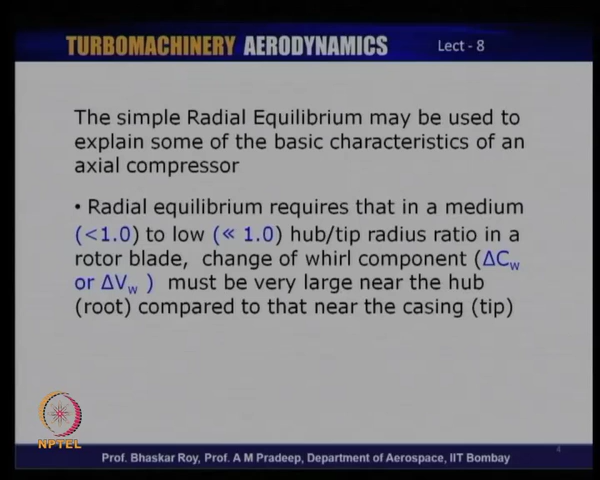 TURBOMACHINERY AERODYNAMICS Lect - 8
The simple Radial Equilibrium may be used to
explain some of the basic characteristics of an
axial compressor
• Radial equilibrium requires that in a medium
(<1.0) to low (≪ 1.0) hub/tip radius ratio in a
rotor blade, change of whirl component (ΔCw
or ΔVw ) must be very large near the hub
(root) compared to that near the casing (tip)
NPTEL
4
Prof. Bhaskar Roy, Prof. A M Pradeep, Department of Aerospace, IIT Bombay